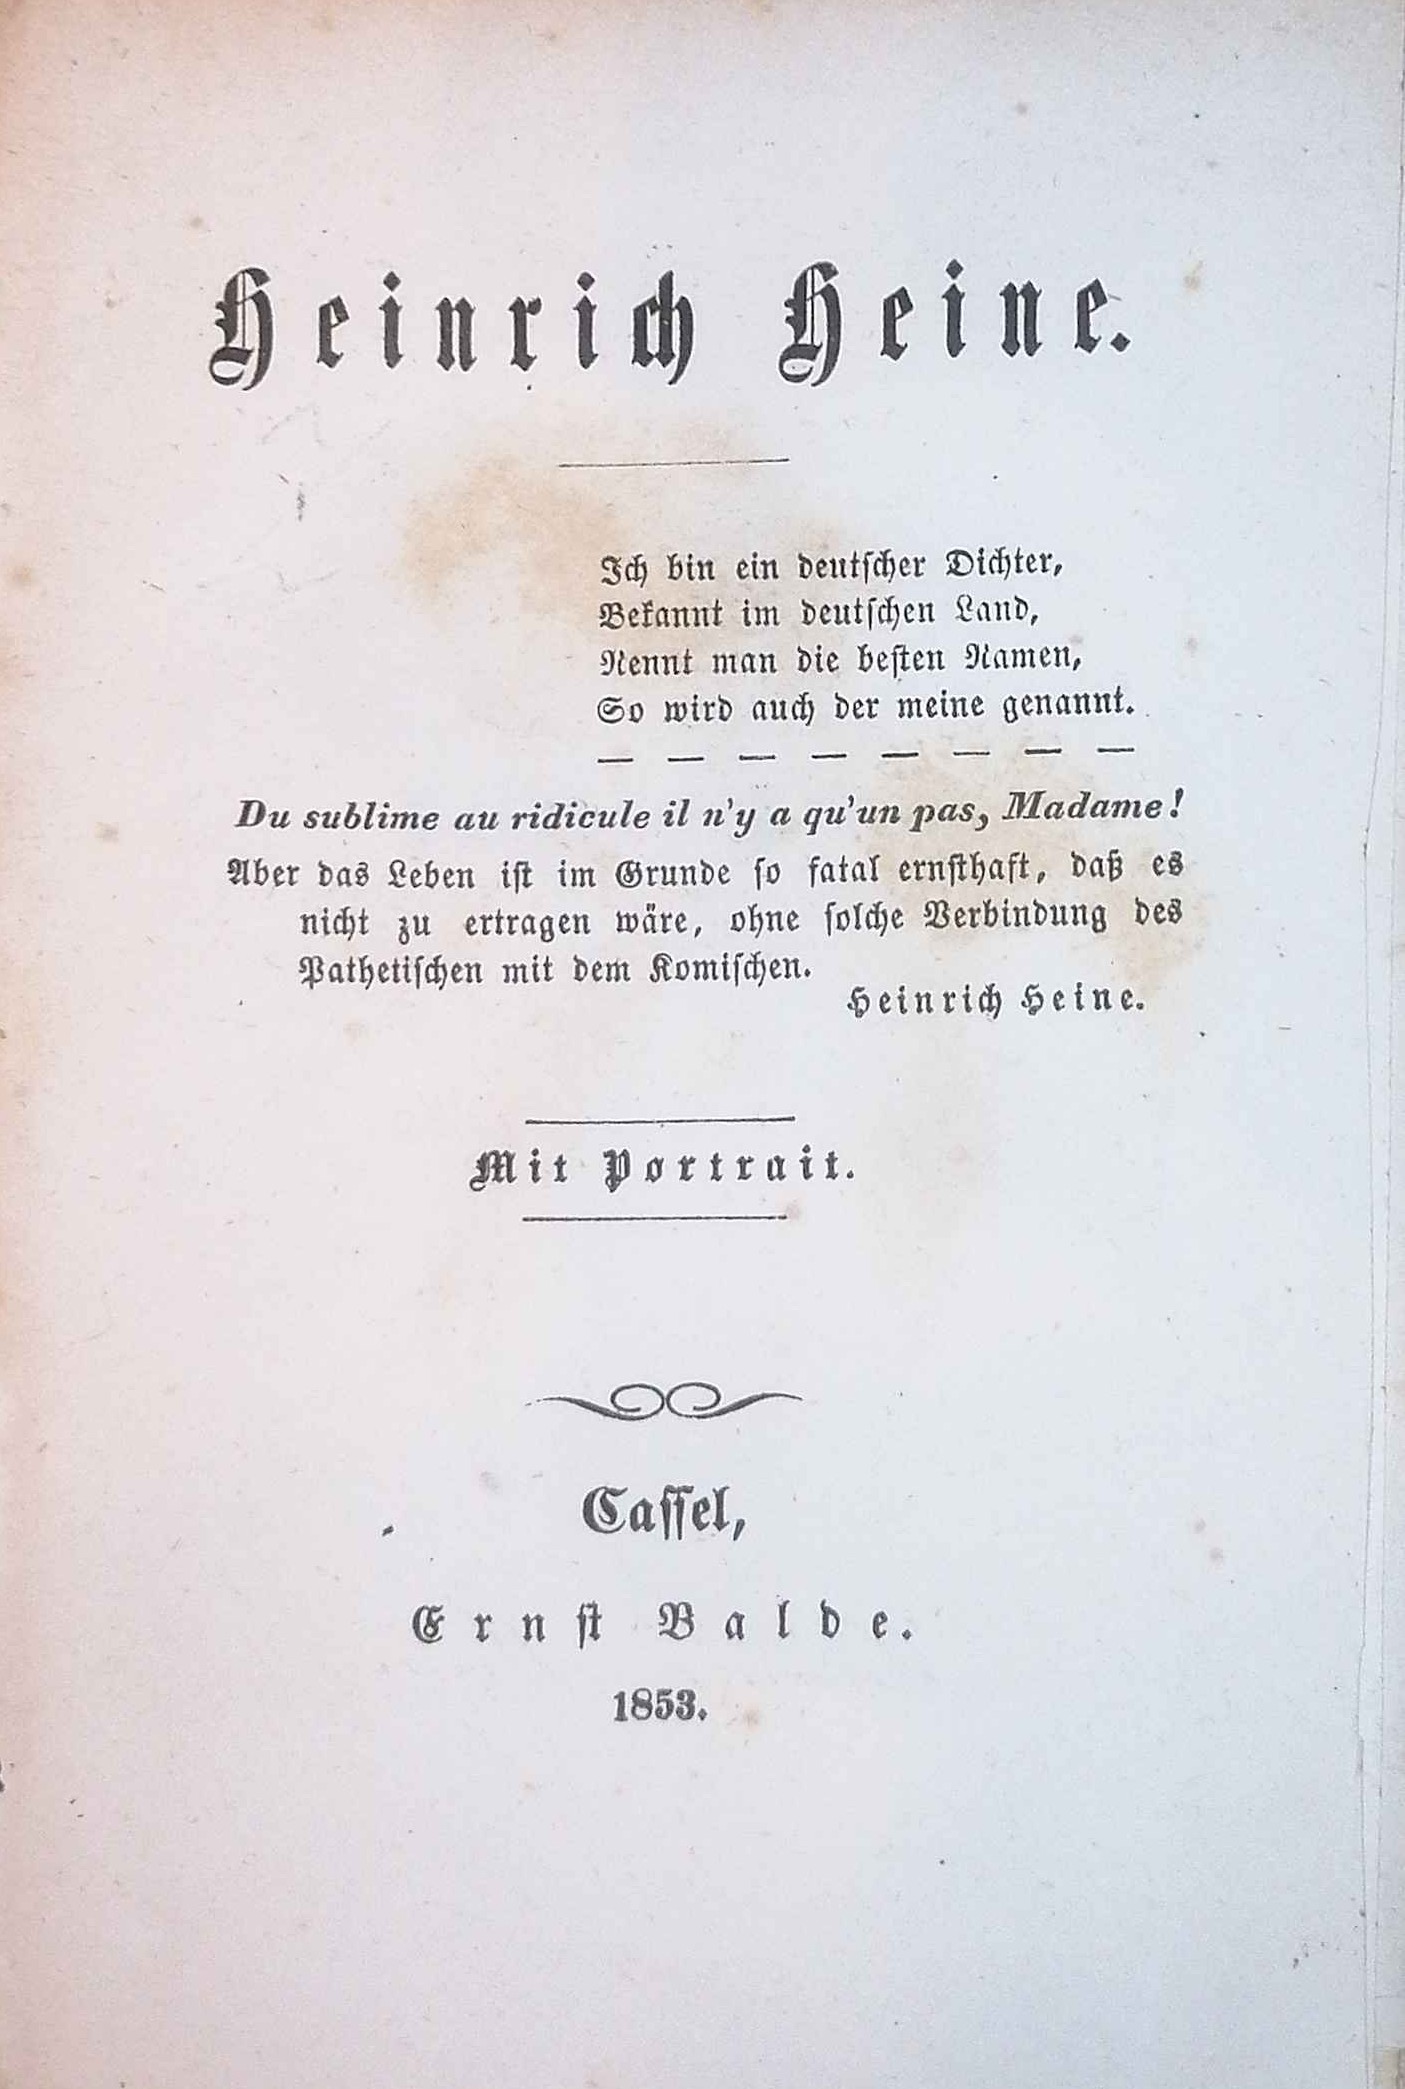 Heinrich Heine.
Ich bin ein deutſcher Dichter,
Bekannt im deutſchen Land,
Nennt man die beſten Namen,
So wird auch der meine genannt.
— — — — — — — —
Du sublime au ridicule il n'y a qu'un pas, Madame!
Aber das Leben iſt im Grunde ſo fatal ernſthaft, daß es
nicht zu ertragen wäre, ohne ſolche Verbindung des
Pathetiſchen mit dem Komiſchen.
Heinrich Heine.
Mit Portrait.
Caſſel,
Ernſt Balde.
1853.